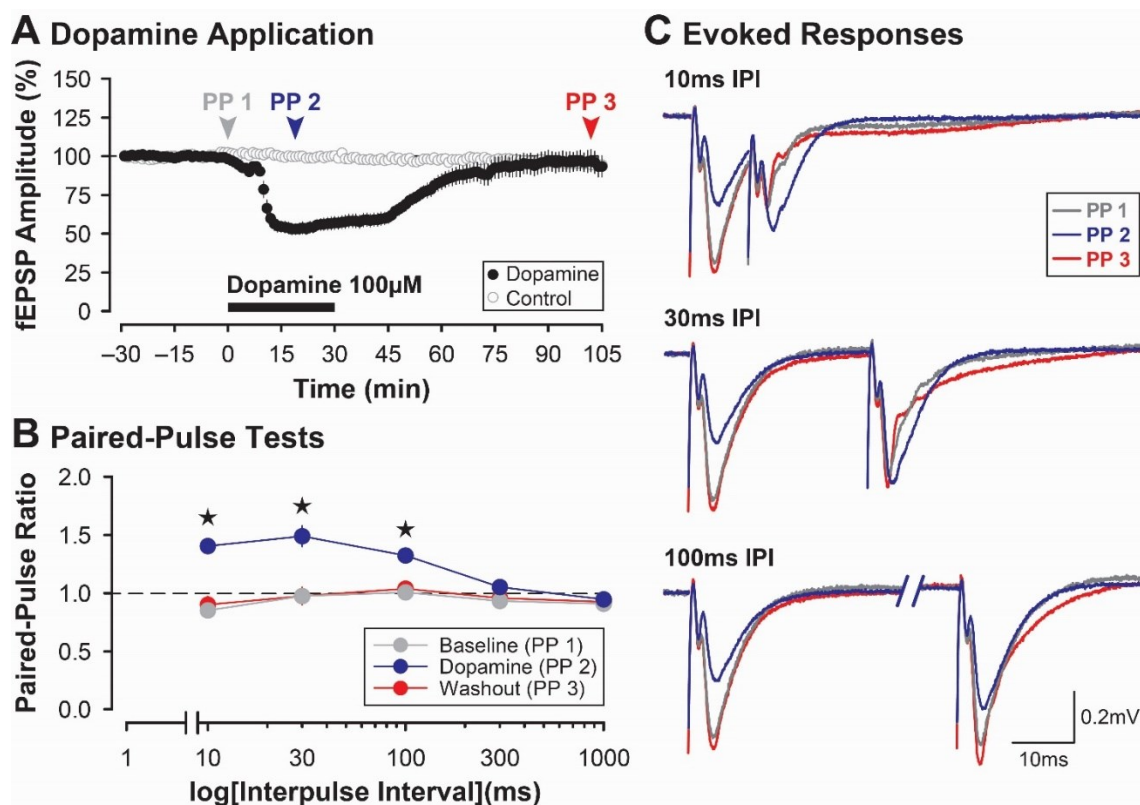 A Dopamine Application
fEPSP Amplitude (%)
150
125
100
75
50
25
0
PP 1
PP 2
PP 3
Dopamine 100μM
Dopamine
Control
–30 –15 0 15 30 45 60 75 90 105
Time (min)
B Paired-Pulse Tests
Paired-Pulse Ratio
2.0
1.5
1.0
0.5
0.0
★ ★ ★
Baseline (PP 1)
Dopamine (PP 2)
Washout (PP 3)
1 10 30 100 300 1000
log[Interpulse Interval](ms)
C Evoked Responses
10ms IPI
PP 1
PP 2
PP 3
30ms IPI
100ms IPI
0.2mV
10ms